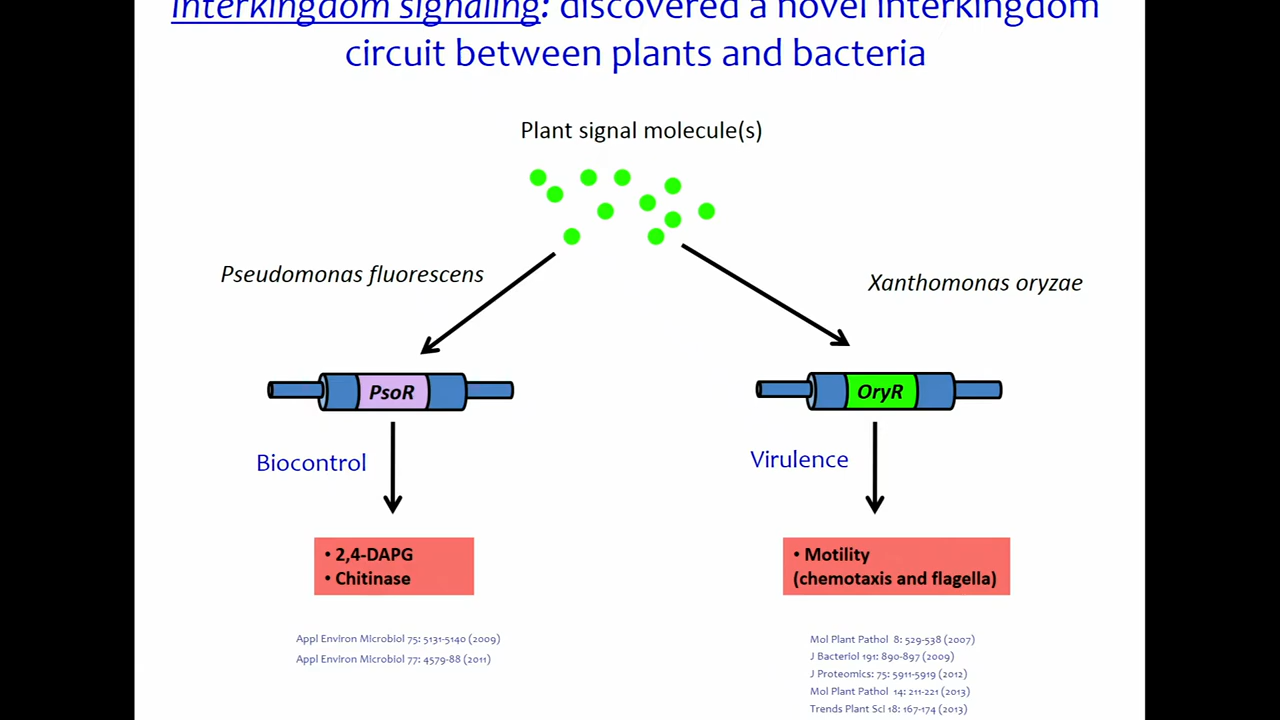 interkingdom signaling: discovered a novel interkingdom
circuit between plants and bacteria
Plant signal molecule(s)
Pseudomonas fluorescens
Xanthomonas oryzae
PsoR
OryR
Biocontrol
Virulence
• 2,4-DAPG
• Chitinase
• Motility
(chemotaxis and flagella)
Appl Environ Microbiol 75: 5131-5140 (2009)
Appl Environ Microbiol 77: 4579-88 (2011)
Mol Plant Pathol 8: 529-538 (2007)
J Bacteriol 191: 890-897 (2009)
J Proteomics: 75: 5911-5919 (2012)
Mol Plant Pathol 14: 211-221 (2013)
Trends Plant Sci 18: 167-174 (2013)